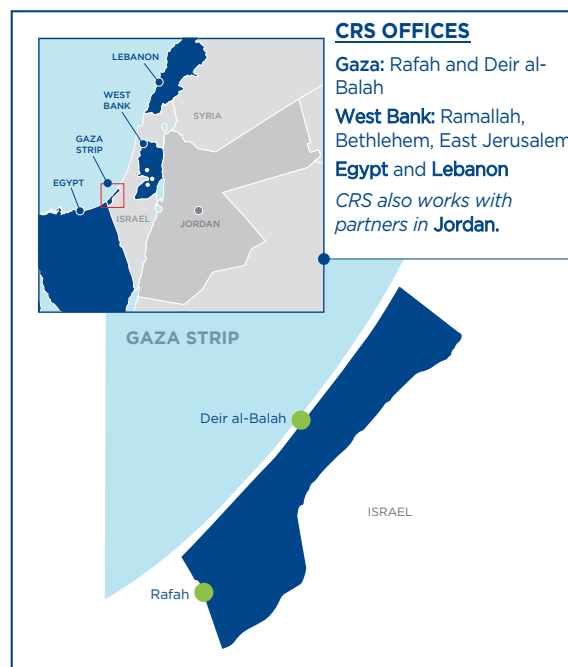 CRS OFFICES
Gaza: Rafah and Deir al-
Balah
West Bank: Ramallah,
Bethlehem, East Jerusalem
Egypt and Lebanon
CRS also works with
partners in Jordan.
LEBANON
WEST
BANK
SYRIA
GAZA
STRIP
EGYPT
ISRAEL
JORDAN
GAZA STRIP
Deir al-Balah
ISRAEL
Rafah